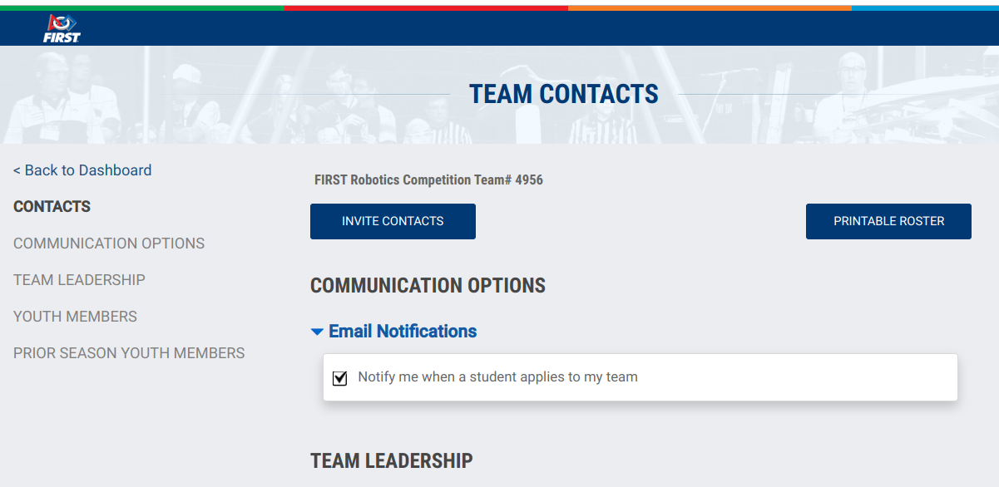 FIRST
TEAM CONTACTS
< Back to Dashboard
CONTACTS
COMMUNICATION OPTIONS
TEAM LEADERSHIP
YOUTH MEMBERS
PRIOR SEASON YOUTH MEMBERS
FIRST Robotics Competition Team# 4956
INVITE CONTACTS
PRINTABLE ROSTER
COMMUNICATION OPTIONS
Email Notifications
Notify me when a student applies to my team
TEAM LEADERSHIP